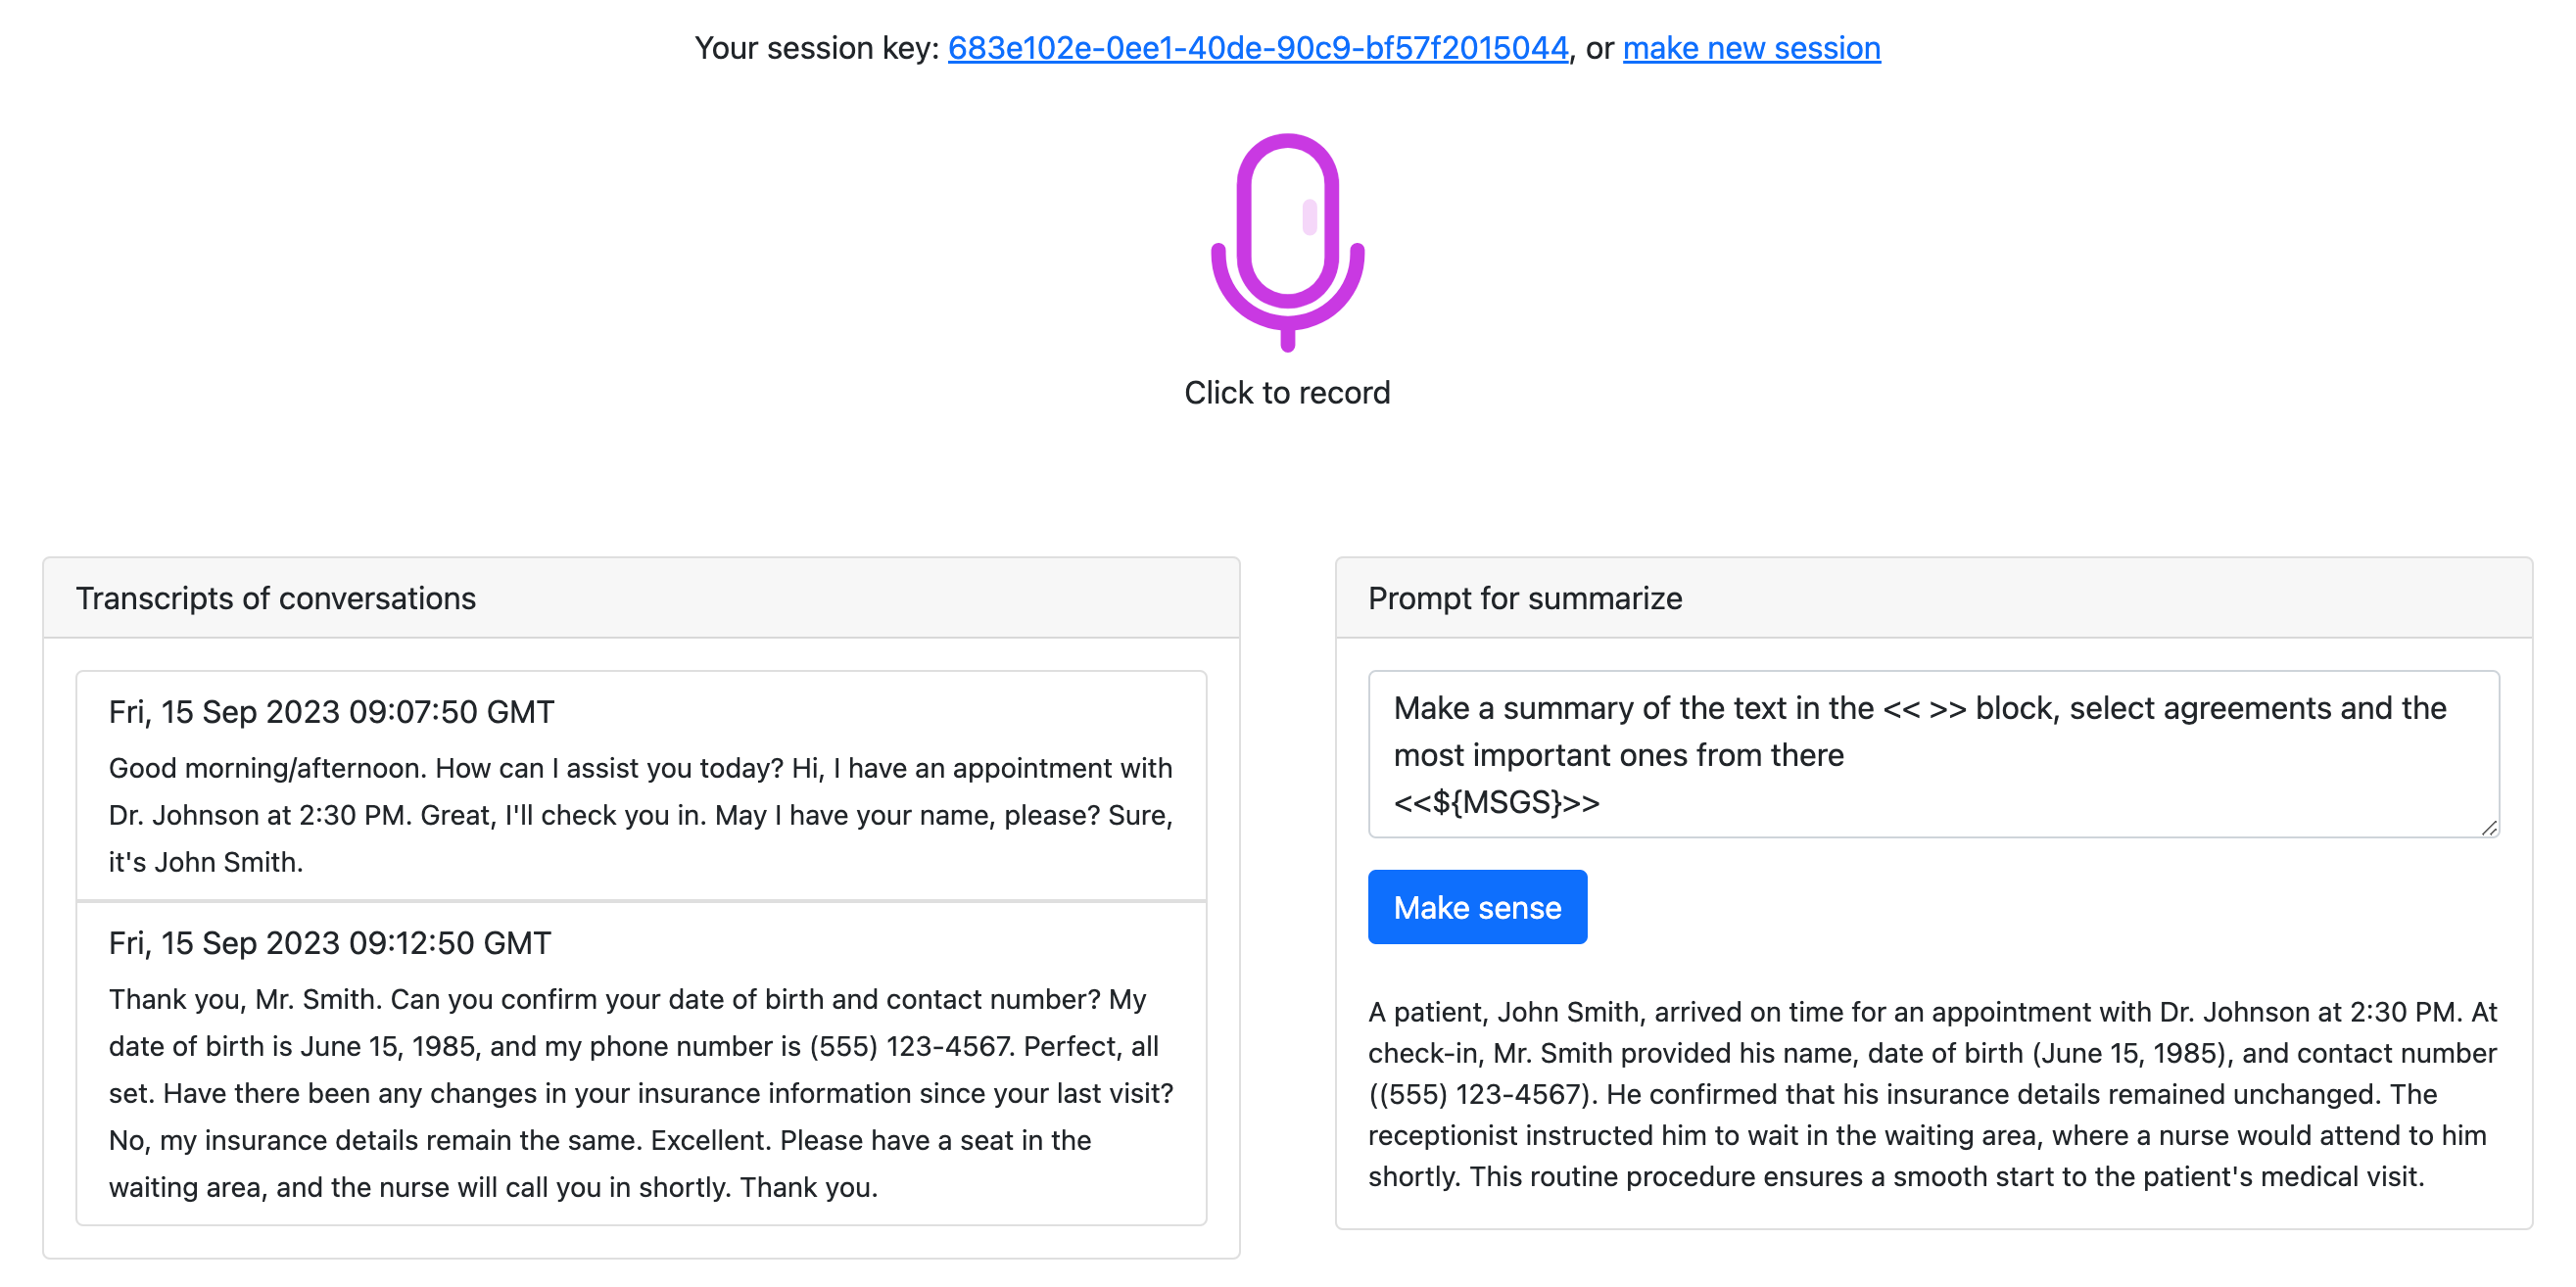 Your session key: 683e102e-0ee1-40de-90c9-bf57f2015044, or make new session
Click to record
Transcripts of conversations
Fri, 15 Sep 2023 09:07:50 GMT
Good morning/afternoon. How can I assist you today? Hi, I have an appointment with
Dr. Johnson at 2:30 PM. Great, I'll check you in. May I have your name, please? Sure,
it's John Smith.
Fri, 15 Sep 2023 09:12:50 GMT
Thank you, Mr. Smith. Can you confirm your date of birth and contact number? My
date of birth is June 15, 1985, and my phone number is (555) 123-4567. Perfect, all
set. Have there been any changes in your insurance information since your last visit?
No, my insurance details remain the same. Excellent. Please have a seat in the
waiting area, and the nurse will call you in shortly. Thank you.
Prompt for summarize
Make a summary of the text in the << >> block, select agreements and the
most important ones from there
<<${MSGS}>>
Make sense
A patient, John Smith, arrived on time for an appointment with Dr. Johnson at 2:30 PM. At
check-in, Mr. Smith provided his name, date of birth (June 15, 1985), and contact number
((555) 123-4567). He confirmed that his insurance details remained unchanged. The
receptionist instructed him to wait in the waiting area, where a nurse would attend to him
shortly. This routine procedure ensures a smooth start to the patient's medical visit.